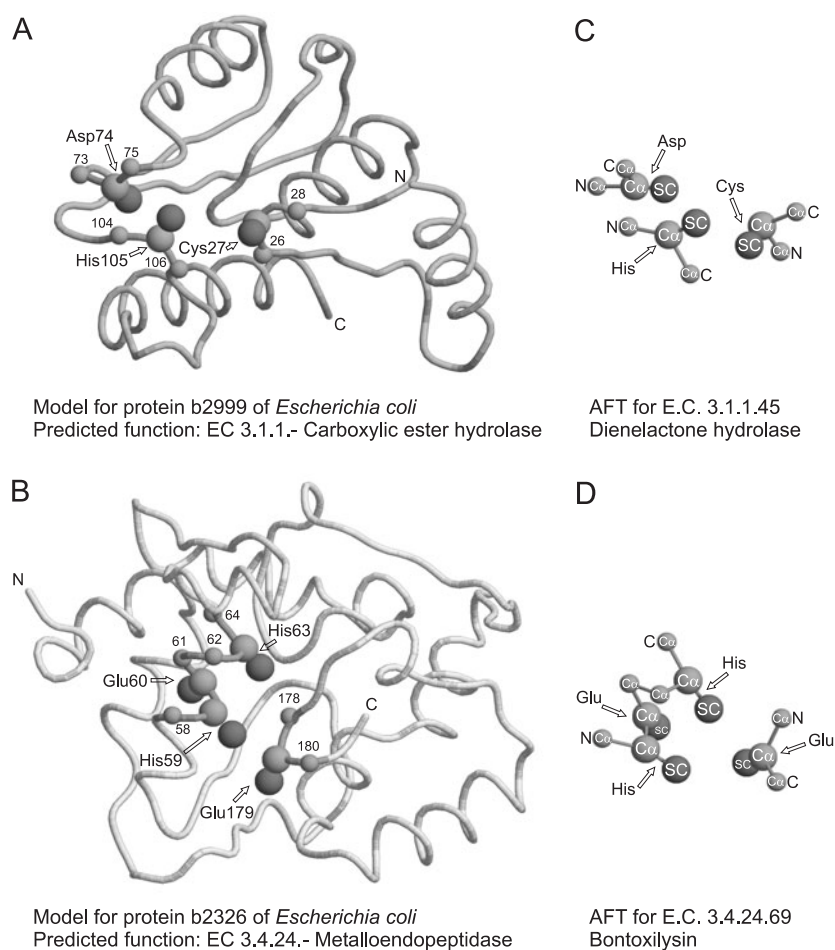 A
Asp74
73
75
104
His105
106
Cys27
28
26
N
C
Model for protein b2999 of Escherichia coli
Predicted function: EC 3.1.1.- Carboxylic ester hydrolase
C
Asp
C Cα
N Cα Cα SC
Cys
N Cα Cα SC
His
Cα C
Cα Cα C
SC Cα N
AFT for E.C. 3.1.1.45
Dienelactone hydrolase
B
N
64
61
62
His63
Glu60
58
His59
178
C
180
Glu179
Model for protein b2326 of Escherichia coli
Predicted function: EC 3.4.24.- Metalloendopeptidase
D
C Cα
His
Cα Cα Cα
Glu
SC
Cα
SC
N Cα Cα
SC
His
Cα N
SC Cα
Glu
Cα C
AFT for E.C. 3.4.24.69
Bontoxilysin